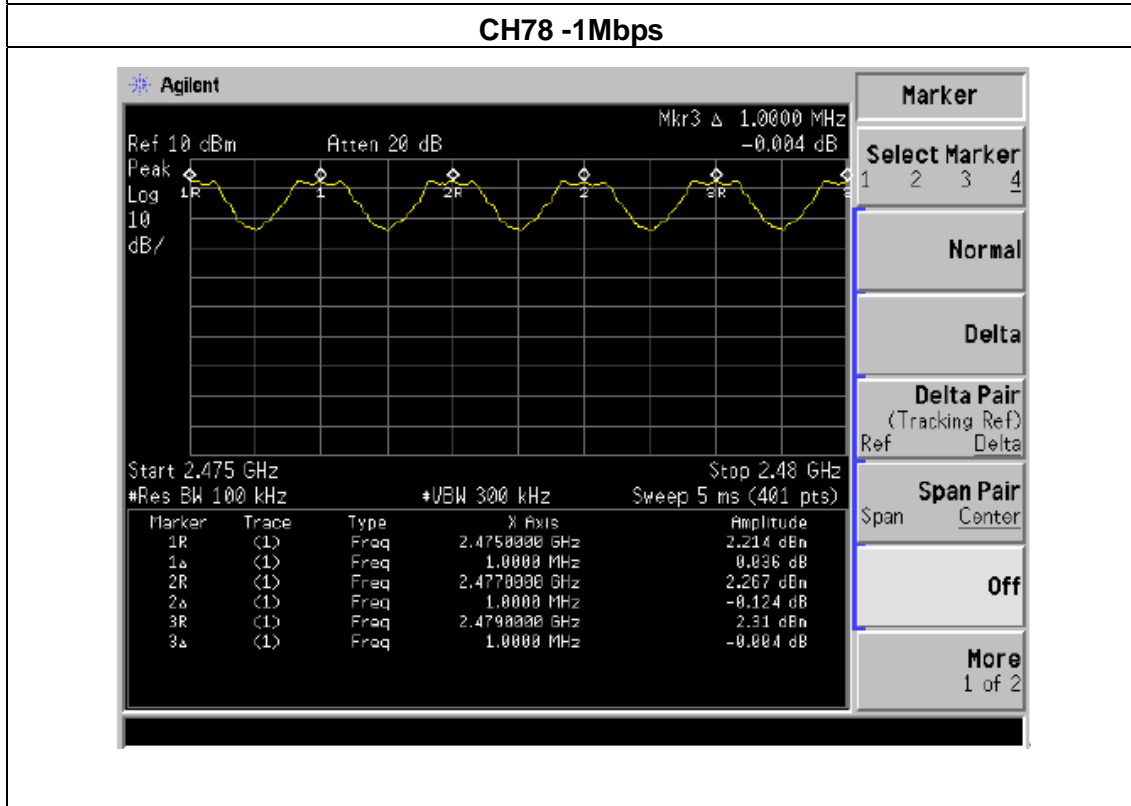 CH78 -1Mbps
Agilent
Marker
Mkr3 Δ 1.0000 MHz
Ref 10 dBm Atten 20 dB -0.004 dB
Peak
Log
10
dB/
1R 1 2R 2 3R 3
Start 2.475 GHz Stop 2.48 GHz
#Res BW 100 kHz #VBW 300 kHz Sweep 5 ms (401 pts)
Marker Trace Type X Axis Amplitude
1R (1) Freq 2.4750000 GHz 2.214 dBm
1Δ (1) Freq 1.0000 MHz 0.036 dB
2R (1) Freq 2.4770000 GHz 2.267 dBm
2Δ (1) Freq 1.0000 MHz -0.124 dB
3R (1) Freq 2.4790000 GHz 2.31 dBm
3Δ (1) Freq 1.0000 MHz -0.004 dB
Select Marker
1 2 3 4
Normal
Delta
Delta Pair
(Tracking Ref)
Ref Delta
Span Pair
Span Center
Off
More
1 of 2